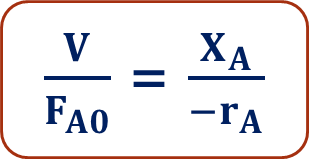 V / F_A0 = X_A / -r_A